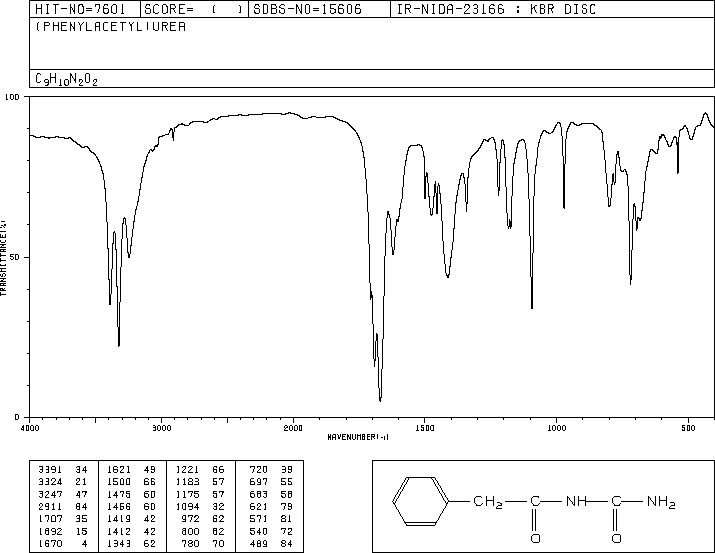 HIT-NO=7601 SCORE= ( ) SDBS-NO=15606 IR-NIDA-23166 : KBR DISC
(PHENYLACETYL)UREA
C9H10N2O2
100
50
0
TRANSMITTANCE(%)
4000 3000 2000 1500 1000 500
WAVENUMBER(-1)
3391 34 1621 49 1221 66 720 39
3324 21 1500 66 1183 57 697 55
3247 47 1475 60 1175 57 683 58
2911 84 1456 60 1094 32 621 79
1707 35 1419 42 972 62 571 81
1692 15 1412 42 800 62 540 72
1670 4 1343 62 780 70 489 84
CH2 C NH C NH2
O O